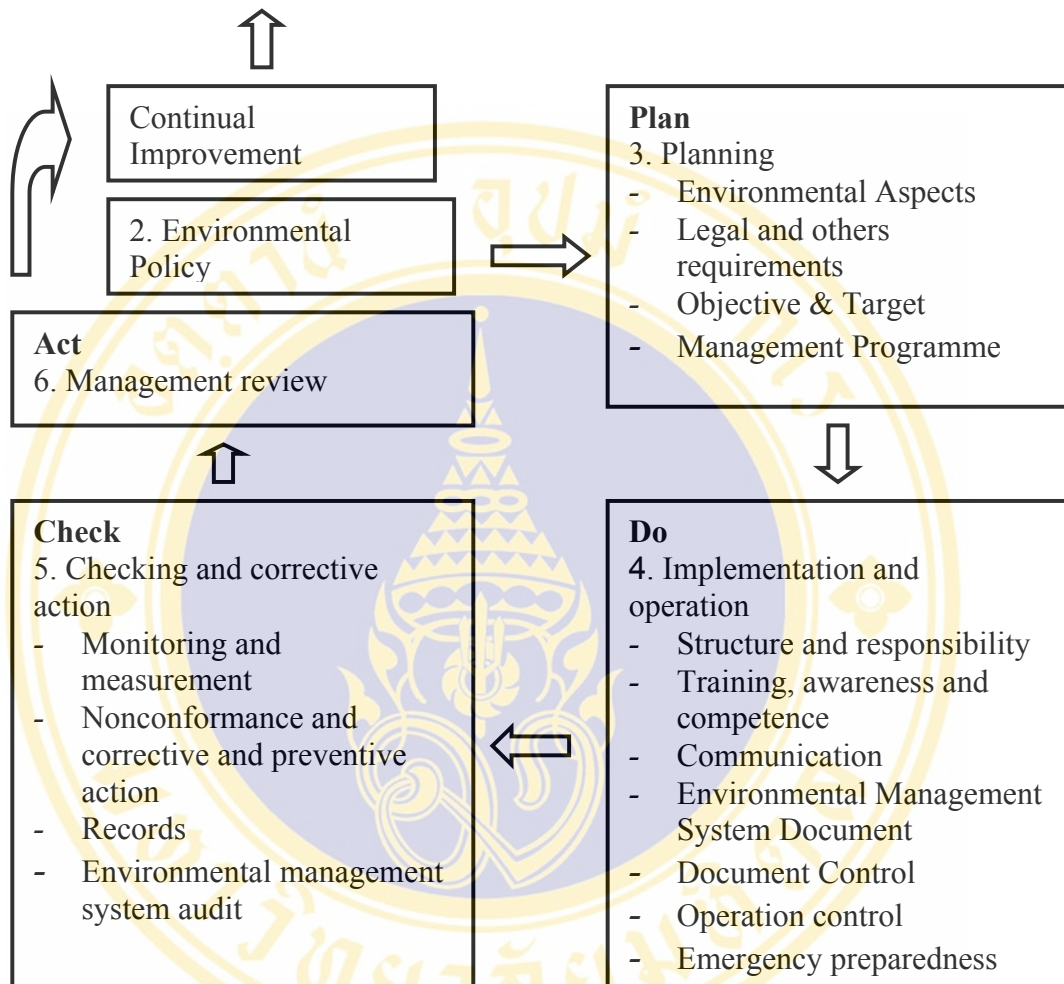 Continual
Improvement
2. Environmental
Policy
Act
6. Management review
Plan
3. Planning
- Environmental Aspects
- Legal and others
requirements
- Objective & Target
- Management Programme
Check
5. Checking and corrective
action
- Monitoring and
measurement
- Nonconformance and
corrective and preventive
action
- Records
- Environmental management
system audit
Do
4. Implementation and
operation
- Structure and responsibility
- Training, awareness and
competence
- Communication
- Environmental Management
System Document
- Document Control
- Operation control
- Emergency preparedness